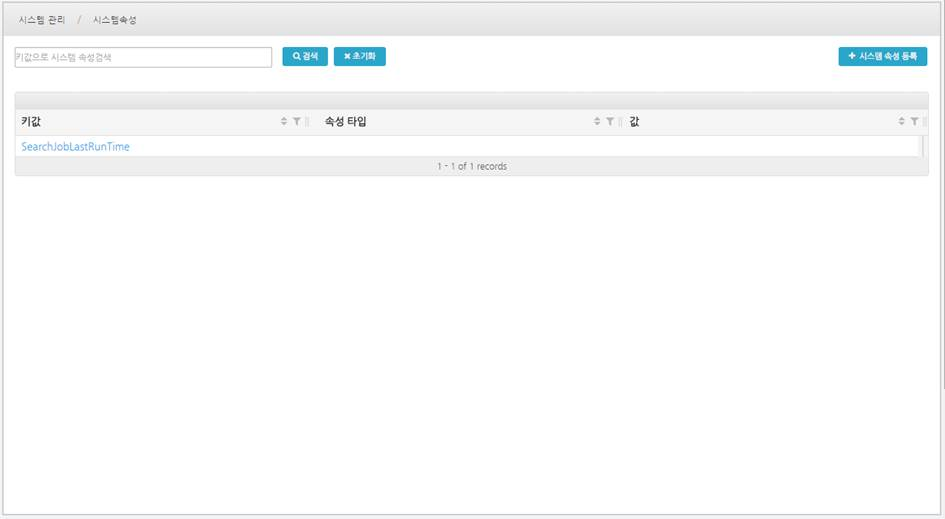 시스템 관리 / 시스템속성
키값으로 시스템 속성검색 검색 초기화 시스템 속성 등록
키값 속성 타입 값
SearchJobLastRunTime
1 - 1 of 1 records